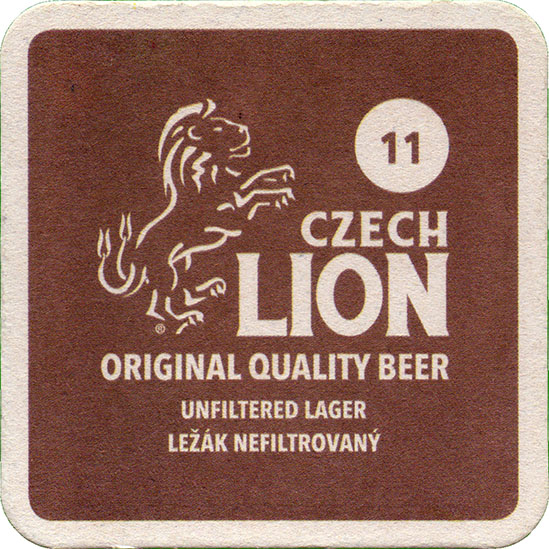 11
CZECH
LION
®
ORIGINAL QUALITY BEER
UNFILTERED LAGER
LEŽÁK NEFILTROVANÝ